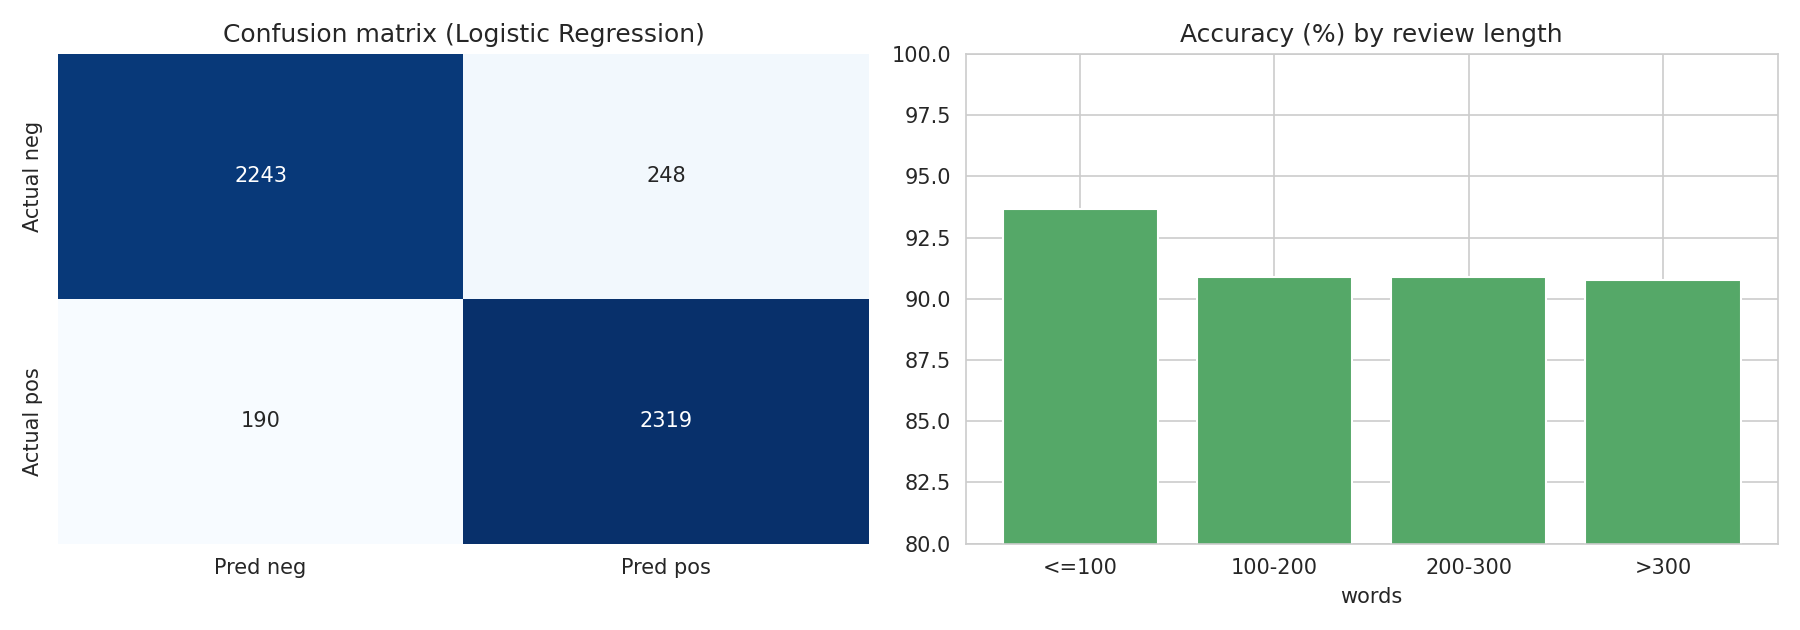 Confusion matrix (Logistic Regression)
Actual neg
2243
248
Actual pos
190
2319
Pred neg
Pred pos
Accuracy (%) by review length
100.0
97.5
95.0
92.5
90.0
87.5
85.0
82.5
80.0
<=100
100-200
200-300
>300
words